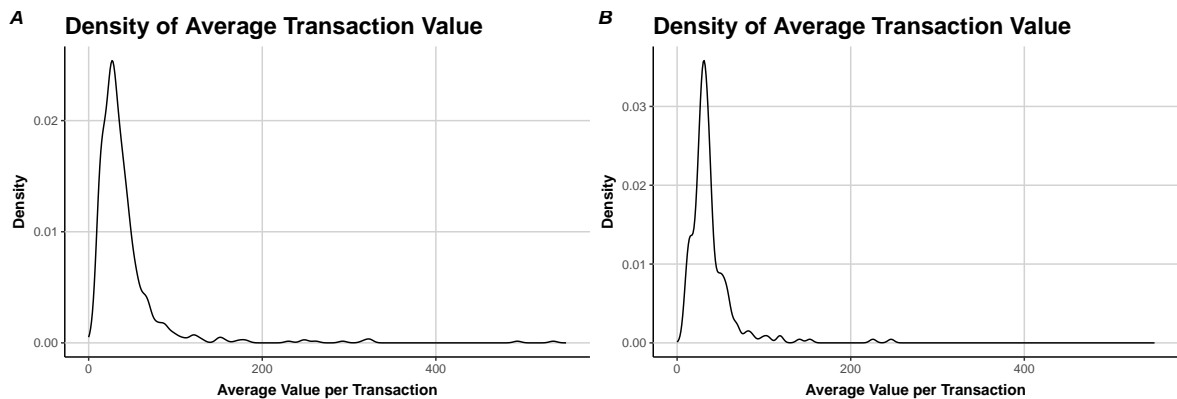 A
Density of Average Transaction Value
0.02
0.01
0.00
Density
0
200
400
Average Value per Transaction
B
Density of Average Transaction Value
0.03
0.02
0.01
0.00
Density
0
200
400
Average Value per Transaction